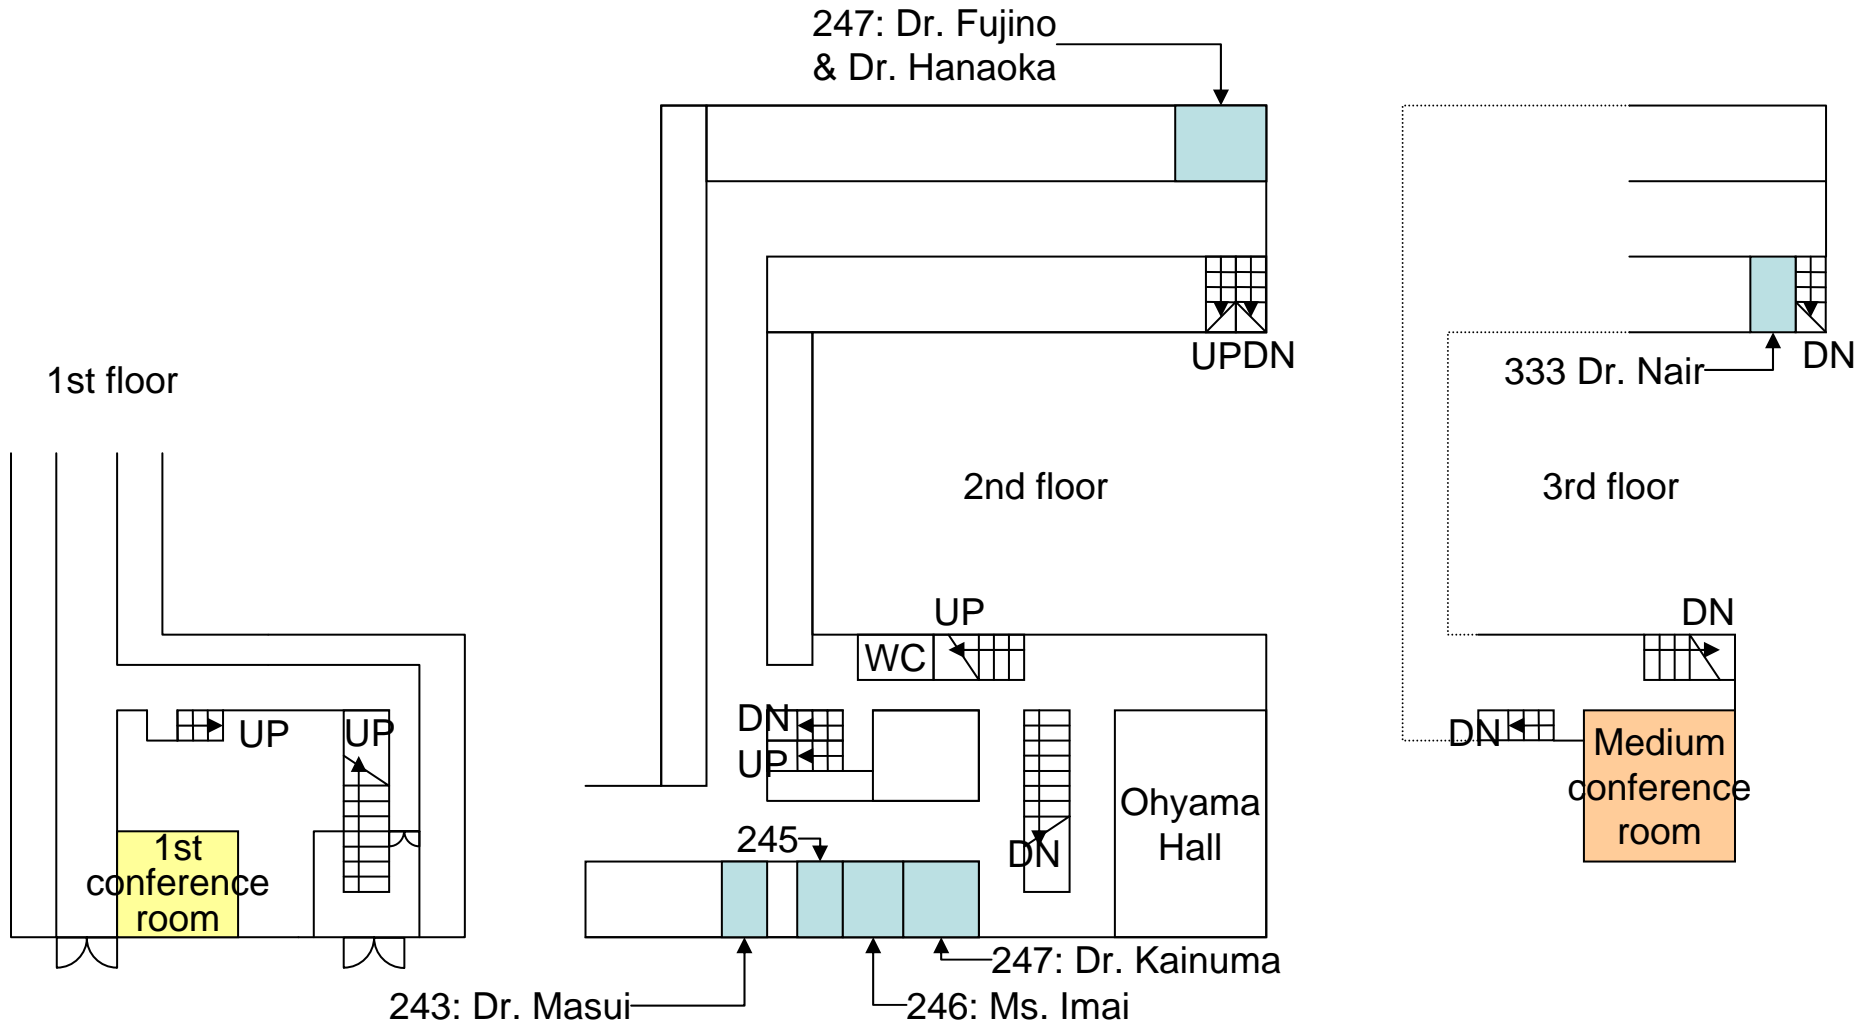 247: Dr. Fujino
& Dr. Hanaoka
UP
DN
DN
333 Dr. Nair
1st floor
2nd floor
3rd floor
UP
DN
WC
DN
UP
DN
UP
UP
DN
Medium
conference
room
Ohyama
Hall
245
DN
1st
conference
room
247: Dr. Kainuma
243: Dr. Masui
246: Ms. Imai